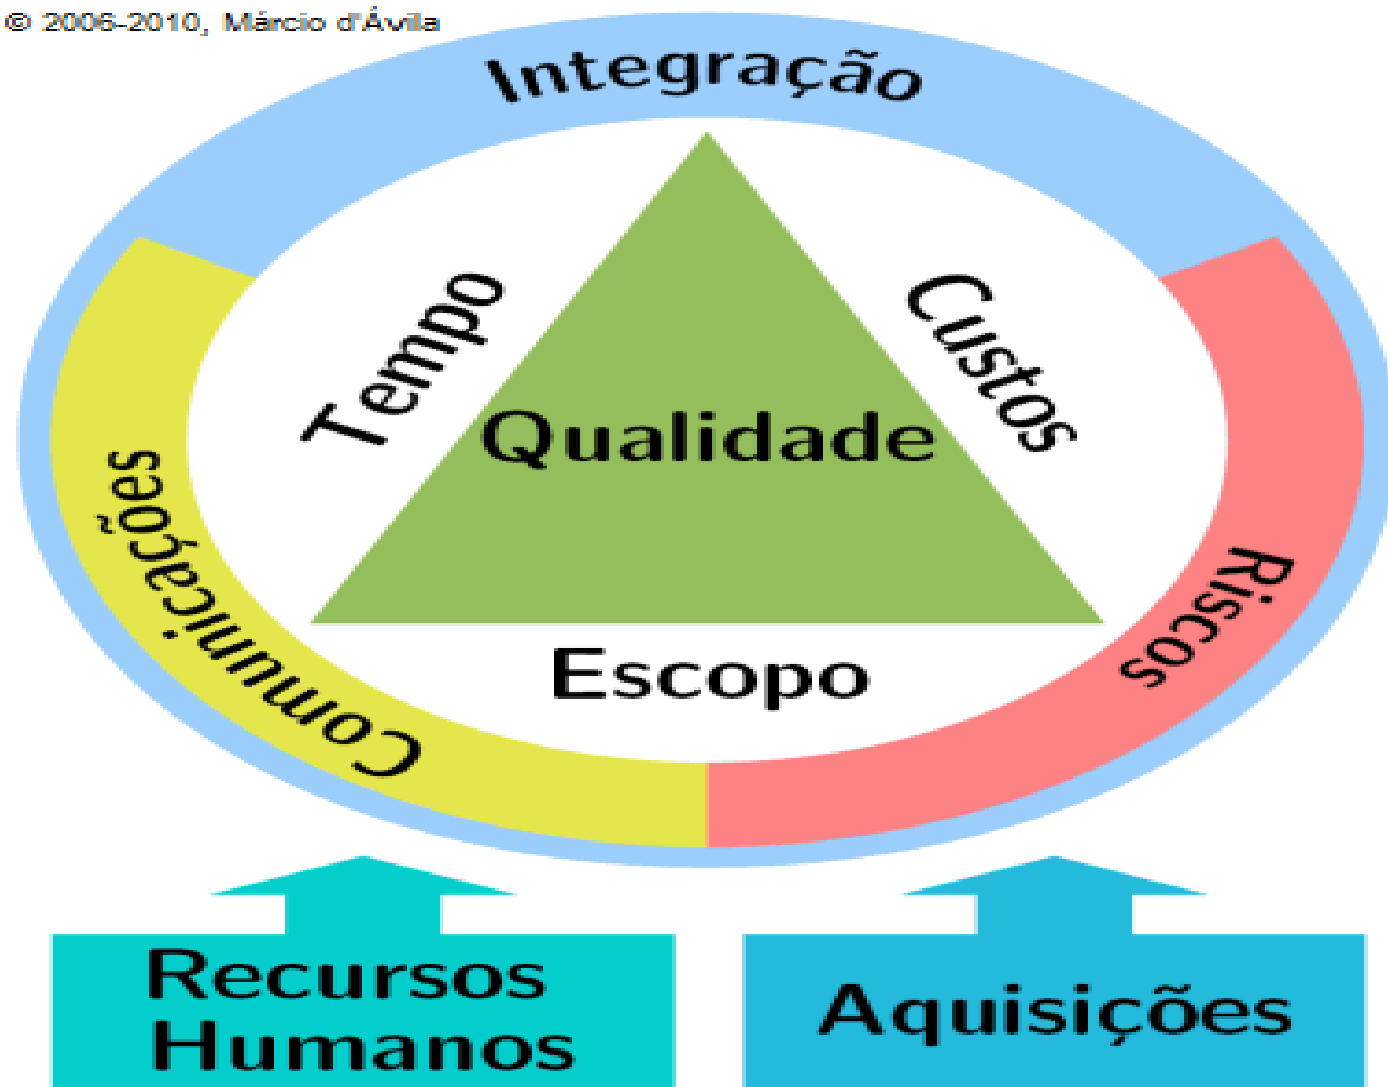 © 2006-2010, Márcio d'Ávila
Integração
Tempo
Custos
Qualidade
Comunicações
Riscos
Escopo
Recursos
Humanos
Aquisições